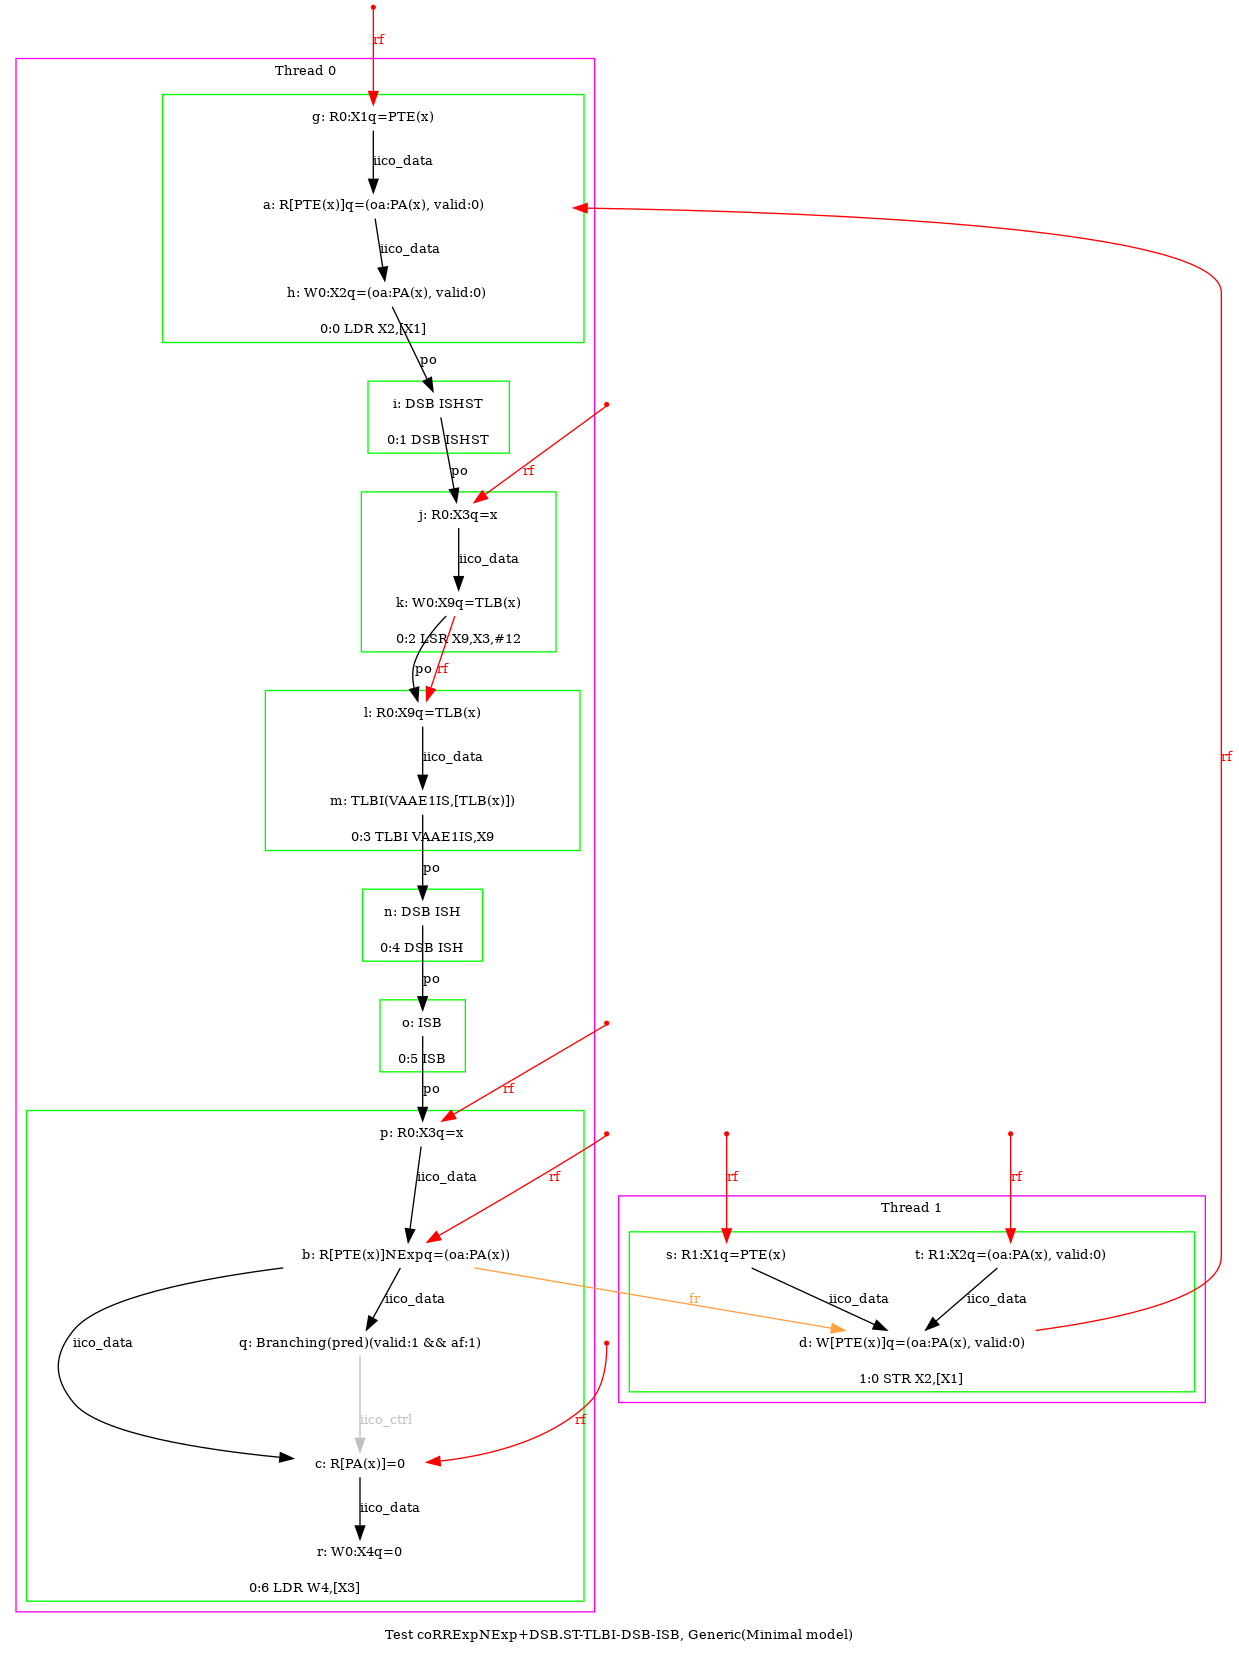 rf
Thread 0
g: R0:X1q=PTE(x)
iico_data
a: R[PTE(x)]q=(oa:PA(x), valid:0)
iico_data
h: W0:X2q=(oa:PA(x), valid:0)
0:0 LDR X2,[X1]
po
i: DSB ISHST
0:1 DSB ISHST
po
rf
j: R0:X3q=x
iico_data
k: W0:X9q=TLB(x)
0:2 LSR X9,X3,#12
po
rf
l: R0:X9q=TLB(x)
iico_data
rf
m: TLBI(VAAE1IS,[TLB(x)])
0:3 TLBI VAAE1IS,X9
po
n: DSB ISH
0:4 DSB ISH
po
o: ISB
0:5 ISB
po
rf
p: R0:X3q=x
iico_data
rf
rf
rf
Thread 1
b: R[PTE(x)]NExpq=(oa:PA(x))
s: R1:X1q=PTE(x)
t: R1:X2q=(oa:PA(x), valid:0)
iico_data
fr
iico_data
iico_data
iico_data
q: Branching(pred)(valid:1 && af:1)
d: W[PTE(x)]q=(oa:PA(x), valid:0)
1:0 STR X2,[X1]
iico_ctrl
rf
c: R[PA(x)]=0
iico_data
r: W0:X4q=0
0:6 LDR W4,[X3]
Test coRRExpNExp+DSB.ST-TLBI-DSB-ISB, Generic(Minimal model)